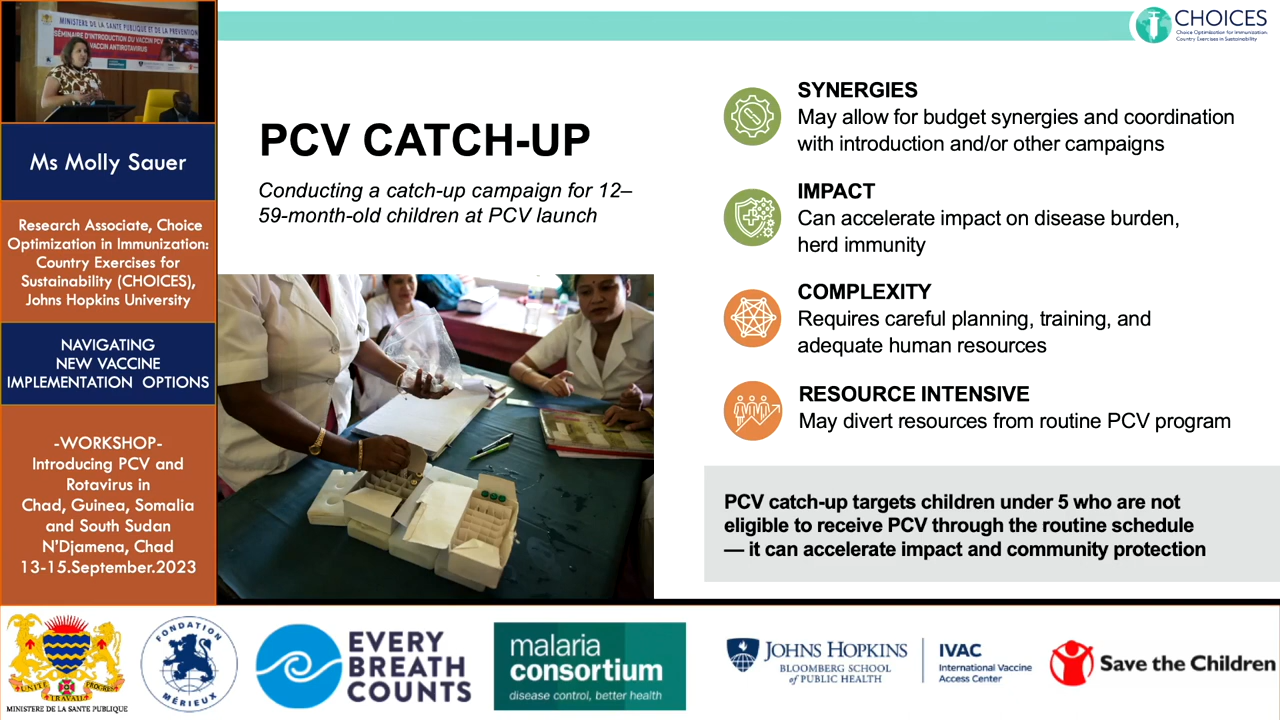 MINISTERE DE LA SANTE PUBLIQUE ET DE LA PREVENTION
SÉMINAIRE D'INTRODUCTION DU VACCIN PCV
VACCIN ANTIROTAVIRUS
malaria
consortium
Ms Molly Sauer
Research Associate, Choice
Optimization in Immunization:
Country Exercises for
Sustainability (CHOICES),
Johns Hopkins University
NAVIGATING
NEW VACCINE
IMPLEMENTATION OPTIONS
-WORKSHOP-
Introducing PCV and
Rotavirus in
Chad, Guinea, Somalia
and South Sudan
N'Djamena, Chad
13-15.September.2023
CHOICES
Choice Optimization for Immunization:
Country Exercises in Sustainability
PCV CATCH-UP
Conducting a catch-up campaign for 12–
59-month-old children at PCV launch
SYNERGIES
May allow for budget synergies and coordination
with introduction and/or other campaigns
IMPACT
Can accelerate impact on disease burden,
herd immunity
COMPLEXITY
Requires careful planning, training, and
adequate human resources
RESOURCE INTENSIVE
May divert resources from routine PCV program
PCV catch-up targets children under 5 who are not
eligible to receive PCV through the routine schedule
— it can accelerate impact and community protection
UNITE TRAVAIL PROGRES
MINISTERE DE LA SANTE PUBLIQUE
FONDATION
MÉRIEUX
EVERY
BREATH
COUNTS
malaria
consortium
disease control, better health
JOHNS HOPKINS
BLOOMBERG SCHOOL
of PUBLIC HEALTH
IVAC
International Vaccine
Access Center
Save the Children